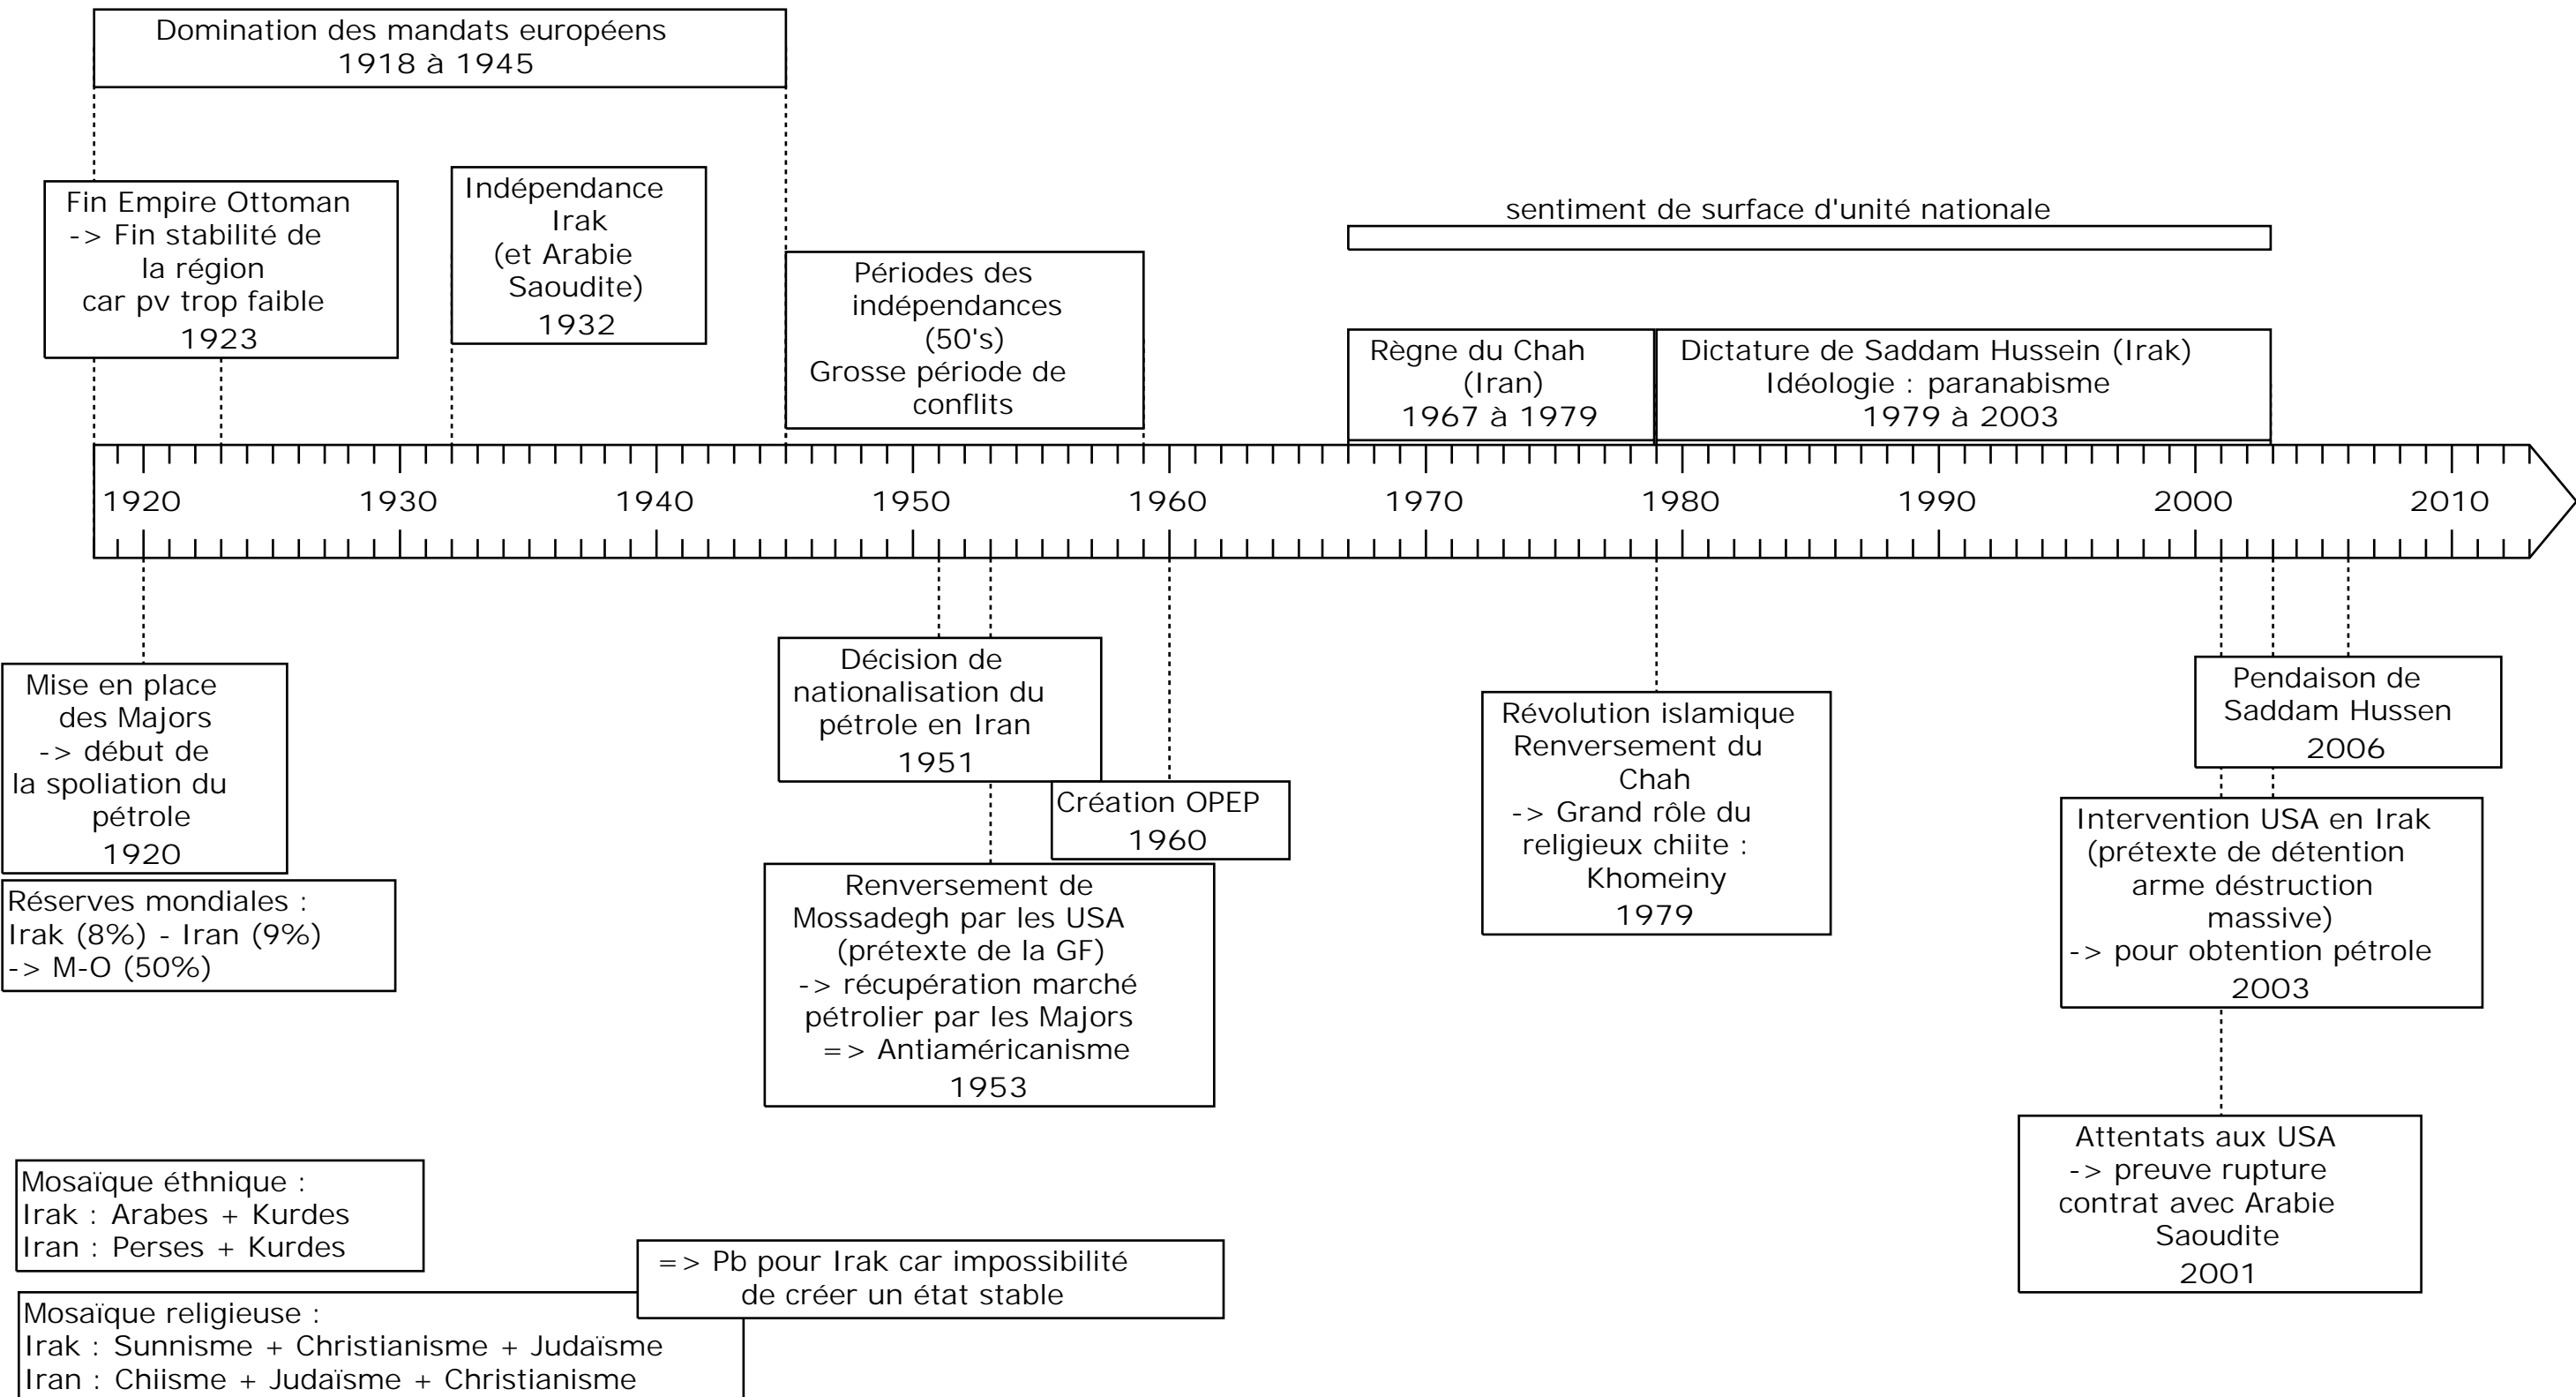 Domination des mandats européens
1918 à 1945
Fin Empire Ottoman
-> Fin stabilité de
la région
car pv trop faible
1923
Indépendance
Irak
(et Arabie
Saoudite)
1932
Périodes des
indépendances
(50's)
Grosse période de
conflits
sentiment de surface d'unité nationale
Règne du Chah
(Iran)
1967 à 1979
Dictature de Saddam Hussein (Irak)
Idéologie : paranabisme
1979 à 2003
1920 1930 1940 1950 1960 1970 1980 1990 2000 2010
Mise en place
des Majors
-> début de
la spoliation du
pétrole
1920
Réserves mondiales :
Irak (8%) - Iran (9%)
-> M-O (50%)
Décision de
nationalisation du
pétrole en Iran
1951
Création OPEP
1960
Renversement de
Mossadegh par les USA
(prétexte de la GF)
-> récupération marché
pétrolier par les Majors
=> Antiaméricanisme
1953
Révolution islamique
Renversement du
Chah
-> Grand rôle du
religieux chiite :
Khomeiny
1979
Pendaison de
Saddam Hussen
2006
Intervention USA en Irak
(prétexte de détention
arme déstruction
massive)
-> pour obtention pétrole
2003
Attentats aux USA
-> preuve rupture
contrat avec Arabie
Saoudite
2001
Mosaïque éthnique :
Irak : Arabes + Kurdes
Iran : Perses + Kurdes
=> Pb pour Irak car impossibilité
de créer un état stable
Mosaïque religieuse :
Irak : Sunnisme + Christianisme + Judaïsme
Iran : Chiisme + Judaïsme + Christianisme